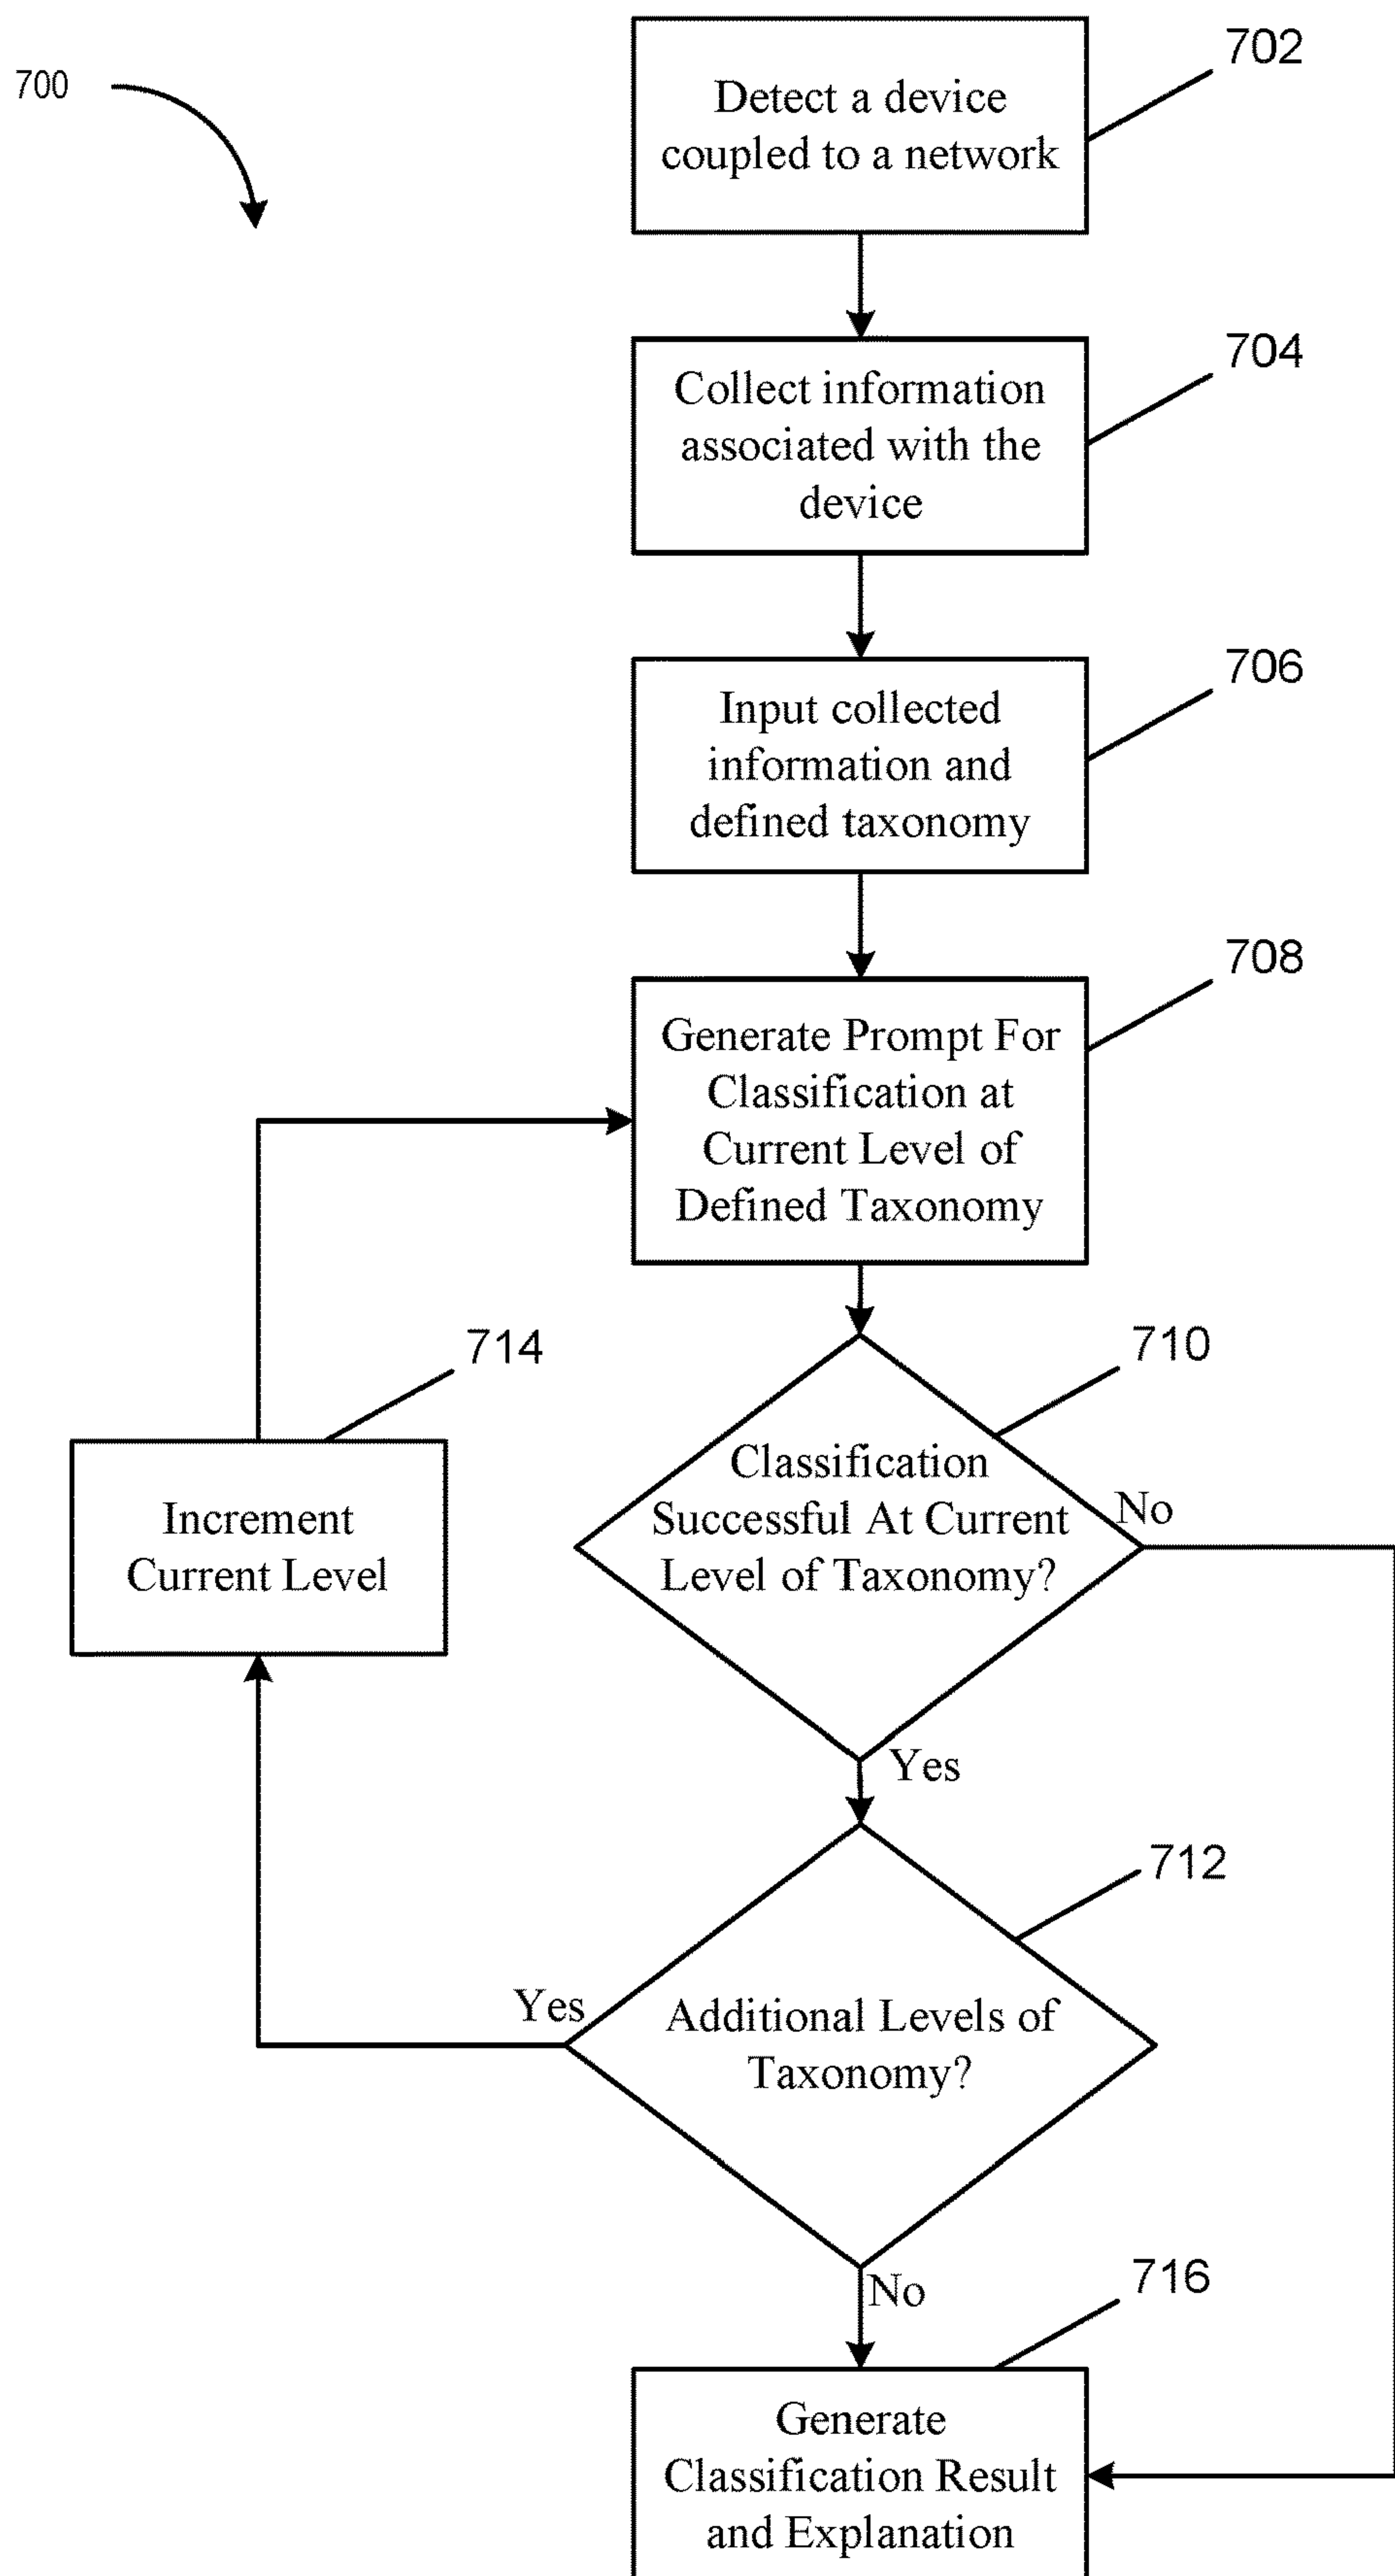 700
702
Detect a device
coupled to a network
704
Collect information
associated with the
device
706
Input collected
information and
defined taxonomy
708
Generate Prompt For
Classification at
Current Level of
Defined Taxonomy
714
Increment
Current Level
710
Classification
Successful At Current
Level of Taxonomy?
No
Yes
712
Additional Levels of
Taxonomy?
Yes
No
716
Generate
Classification Result
and Explanation